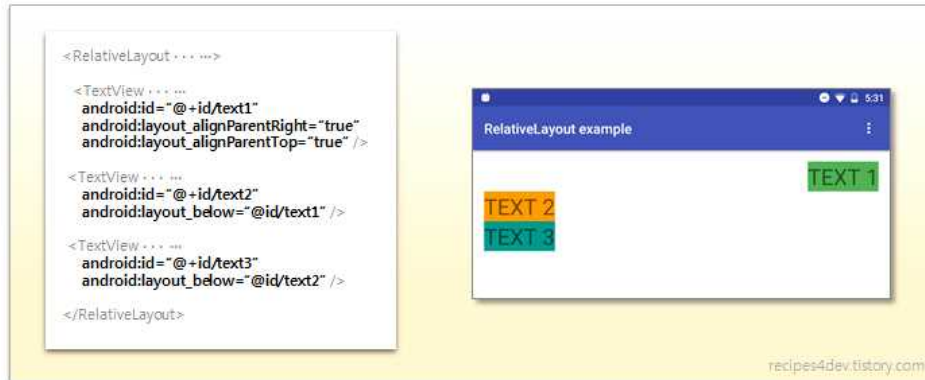 <RelativeLayout ··· ···>
<TextView ··· ···
android:id="@+id/text1"
android:layout_alignParentRight="true"
android:layout_alignParentTop="true" />
<TextView ··· ···
android:id="@+id/text2"
android:layout_below="@id/text1" />
<TextView ··· ···
android:id="@+id/text3"
android:layout_below="@id/text2" />
</RelativeLayout>
5:31
RelativeLayout example
TEXT 1
TEXT 2
TEXT 3
recipes4dev.tistory.com